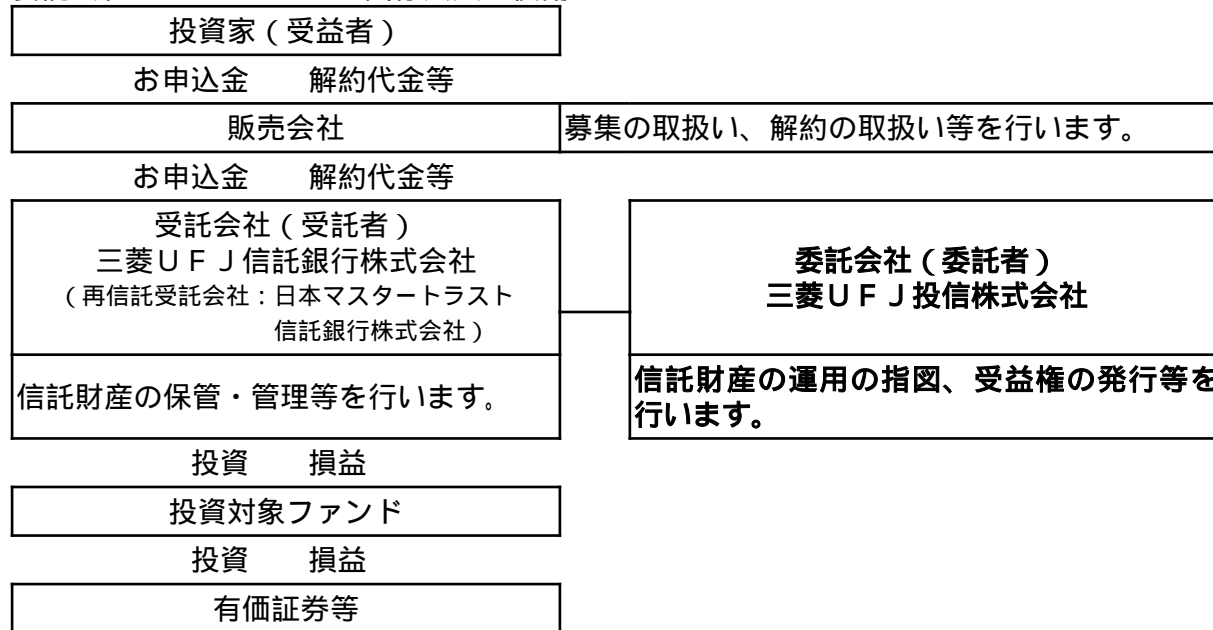 投資家（受益者）
お申込金　　解約代金等
販売会社　　募集の取扱い、解約の取扱い等を行います。
お申込金　　解約代金等
受託会社（受託者）
三菱ＵＦＪ信託銀行株式会社
（再信託受託会社：日本マスタートラスト
信託銀行株式会社）
委託会社（委託者）
三菱ＵＦＪ投信株式会社
信託財産の保管・管理等を行います。
信託財産の運用の指図、受益権の発行等を
行います。
投資　　損益
投資対象ファンド
投資　　損益
有価証券等